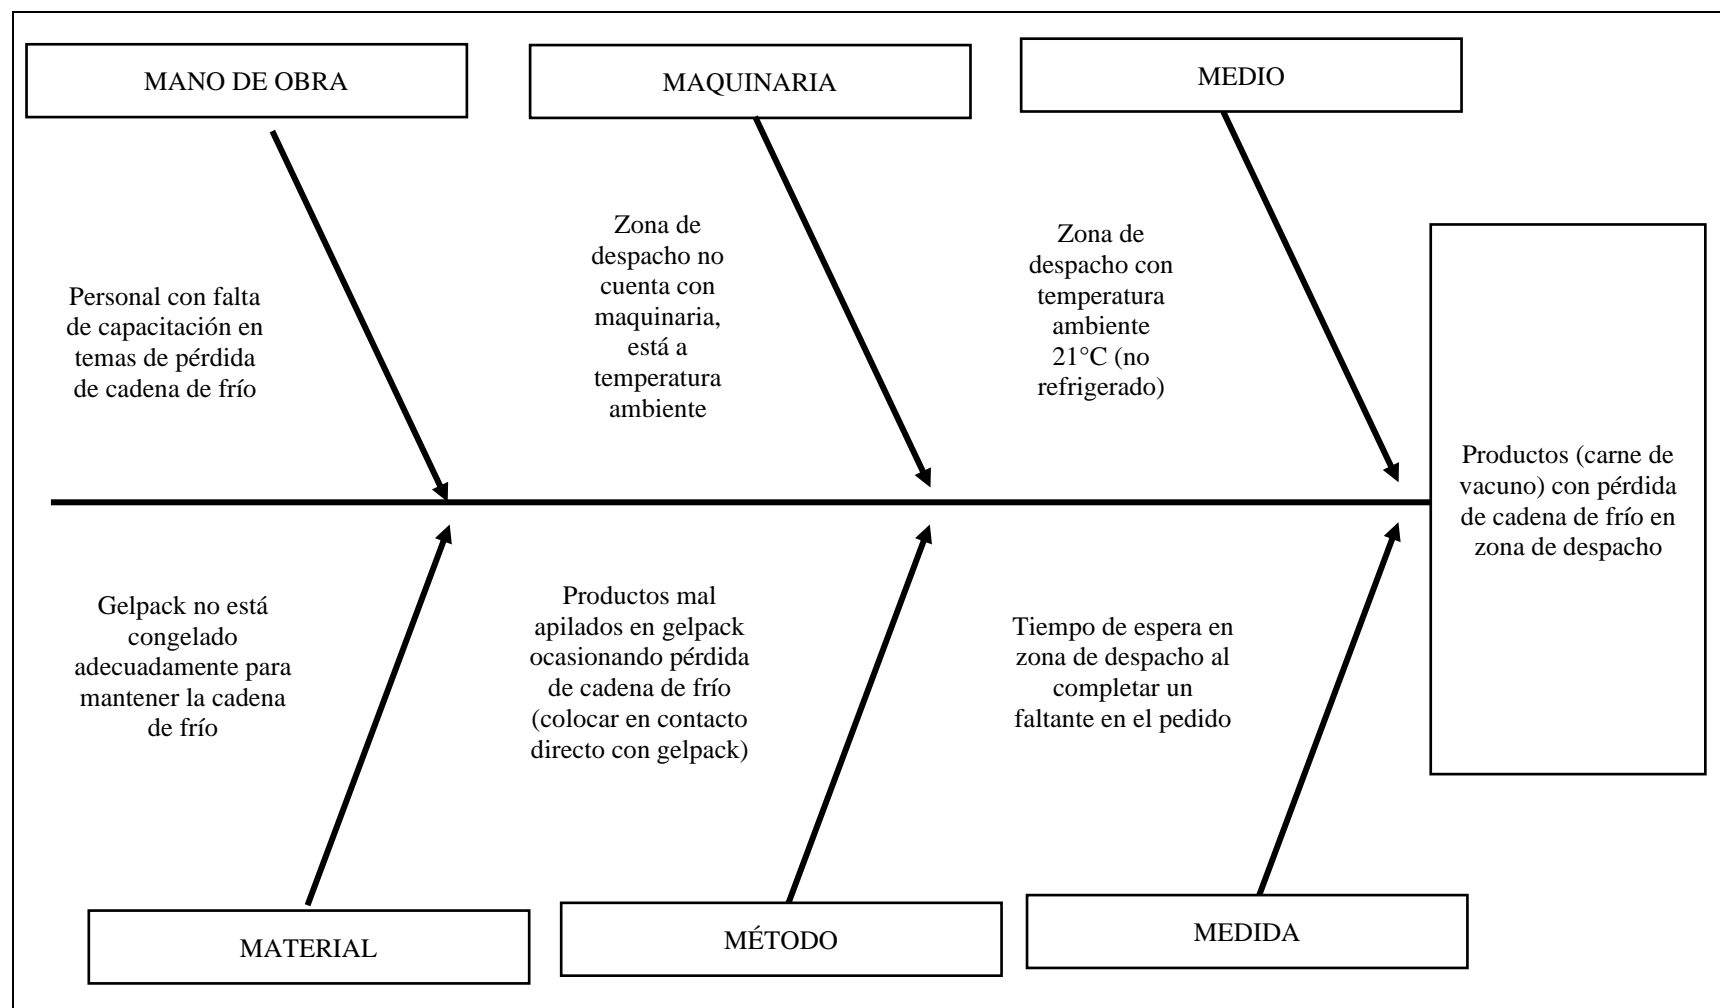 MANO DE OBRA
MAQUINARIA
MEDIO
Personal con falta
de capacitación en
temas de pérdida
de cadena de frío
Zona de
despacho no
cuenta con
maquinaria,
está a
temperatura
ambiente
Zona de
despacho con
temperatura
ambiente
21°C (no
refrigerado)
Productos (carne de
vacuno) con pérdida
de cadena de frío en
zona de despacho
Gelpack no está
congelado
adecuadamente para
mantener la cadena
de frío
Productos mal
apilados en gelpack
ocasionando pérdida
de cadena de frío
(colocar en contacto
directo con gelpack)
Tiempo de espera en
zona de despacho al
completar un
faltante en el pedido
MATERIAL
MÉTODO
MEDIDA